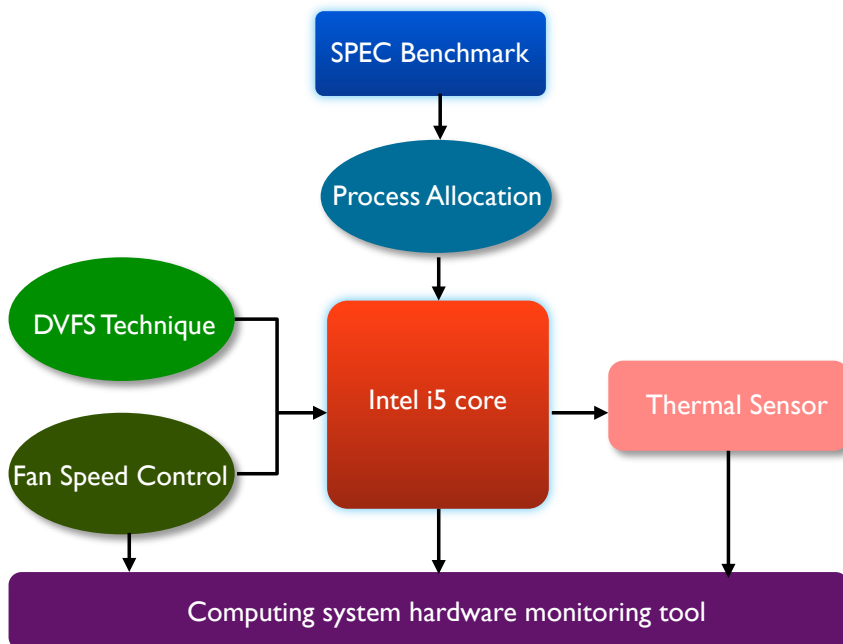 SPEC Benchmark
Process Allocation
DVFS Technique
Intel i5 core
Thermal Sensor
Fan Speed Control
Computing system hardware monitoring tool